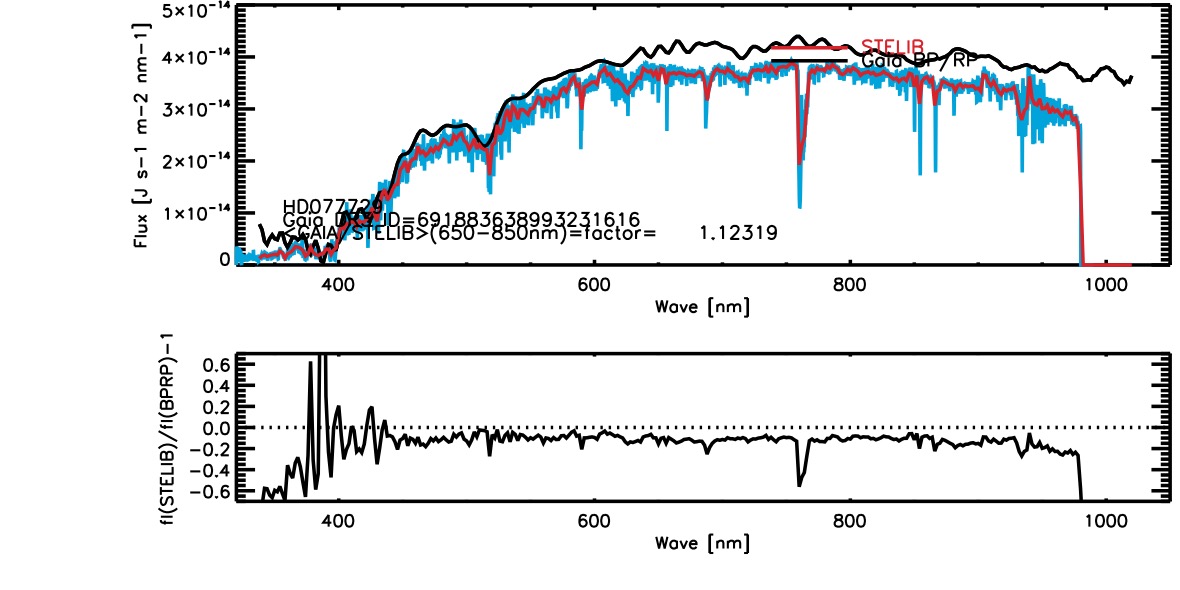 5×10−14
4×10−14
3×10−14
2×10−14
1×10−14
0
Flux [J s−1 m−2 nm−1]
STELIB
Gaia BP/RP
HD077729
Gaia ID=691883638993231616
<GAIA/STELIB>(650−850nm)=factor= 1.12319
400 600 800 1000
Wave [nm]
fl(STELIB)/fl(BPRP)−1
0.6
0.4
0.2
0.0
−0.2
−0.4
−0.6
400 600 800 1000
Wave [nm]